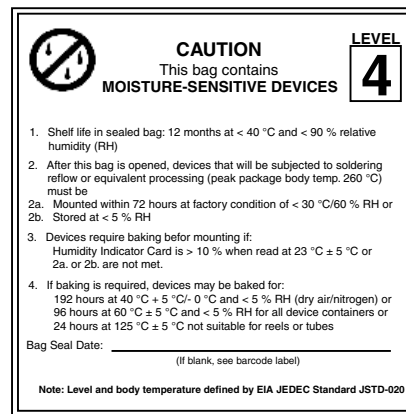 LEVEL
4
CAUTION
This bag contains
MOISTURE-SENSITIVE DEVICES
1. Shelf life in sealed bag: 12 months at < 40 °C and < 90 % relative
humidity (RH)
2. After this bag is opened, devices that will be subjected to soldering
reflow or equivalent processing (peak package body temp. 260 °C)
must be
2a. Mounted within 72 hours at factory condition of < 30 °C/60 % RH or
2b. Stored at < 5 % RH
3. Devices require baking befor mounting if:
Humidity Indicator Card is > 10 % when read at 23 °C ± 5 °C or
2a. or 2b. are not met.
4. If baking is required, devices may be baked for:
192 hours at 40 °C + 5 °C/- 0 °C and < 5 % RH (dry air/nitrogen) or
96 hours at 60 °C ± 5 °C and < 5 % RH for all device containers or
24 hours at 125 °C ± 5 °C not suitable for reels or tubes
Bag Seal Date:
(If blank, see barcode label)
Note: Level and body temperature defined by EIA JEDEC Standard JSTD-020